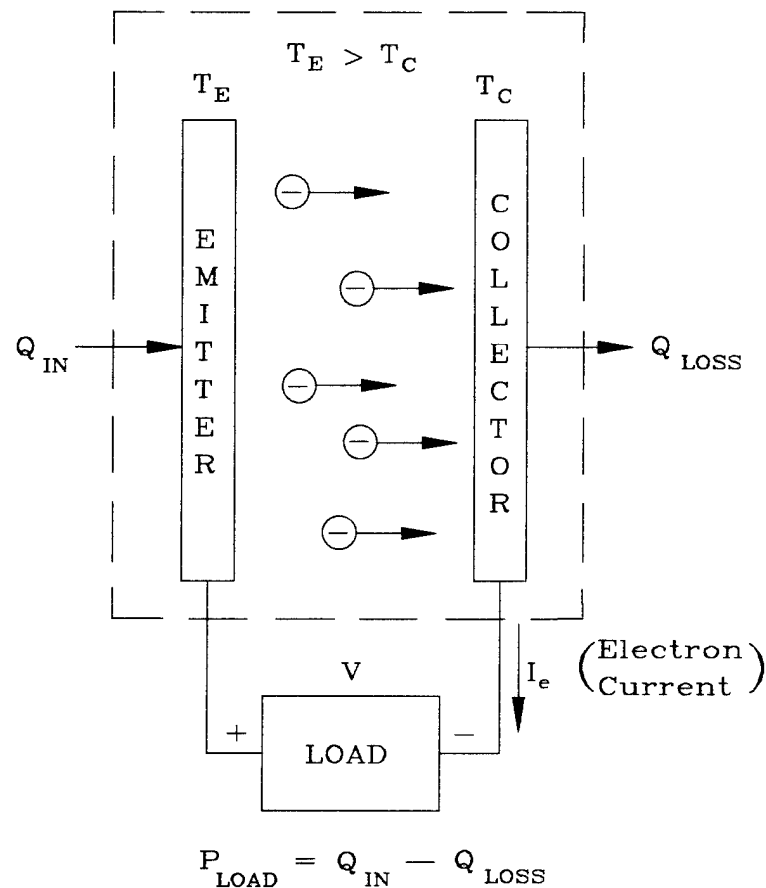 T_E > T_C
T_E
T_C
EMITTER
COLLECTOR
−
−
−
−
−
Q_IN
Q_LOSS
V
+
LOAD
−
I_e
(Electron
Current)
P_LOAD = Q_IN − Q_LOSS